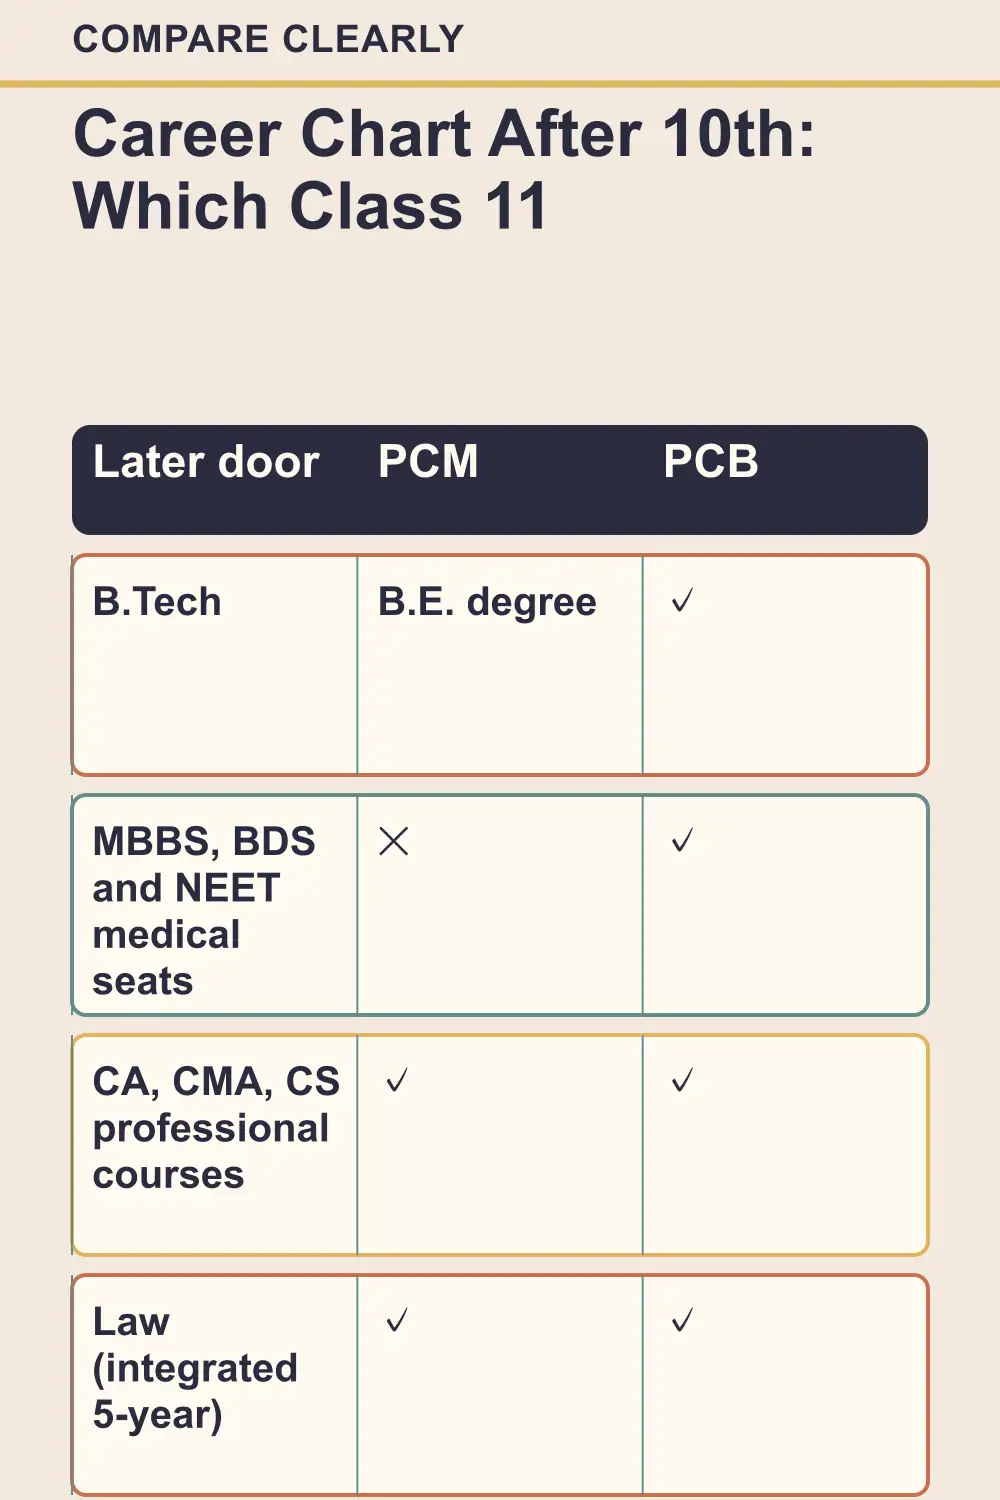 COMPARE CLEARLY
Career Chart After 10th:
Which Class 11
Later door PCM PCB
B.Tech B.E. degree ✓
MBBS, BDS ✕ ✓
and NEET
medical
seats
CA, CMA, CS ✓ ✓
professional
courses
Law ✓ ✓
(integrated
5-year)